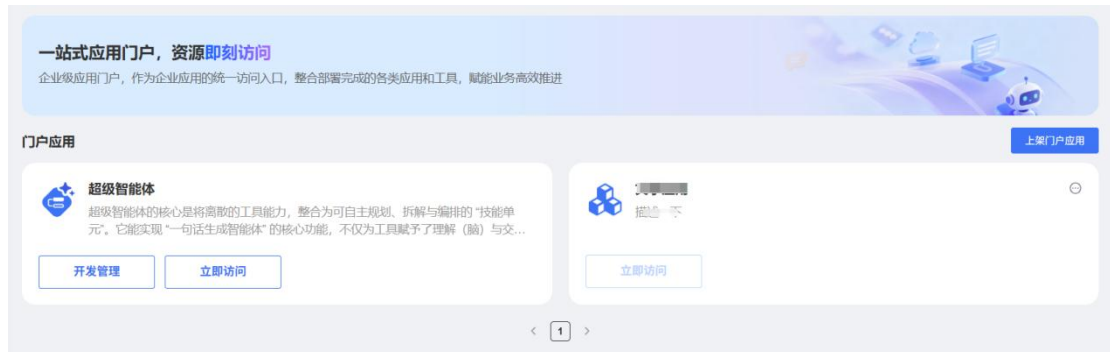 一站式应用门户，资源即刻访问
企业级应用门户，作为企业应用的统一访问入口，整合部署完成的各类应用和工具，赋能业务高效推进
门户应用
上架门户应用
超级智能体
超级智能体的核心是将离散的工具能力，整合为可自主规划、拆解与编排的 “技能单
元”。它能实现 “一句话生成智能体” 的核心功能，不仅为工具赋予了理解（脑）与交...
开发管理
立即访问
描述一下
立即访问
< 1 >